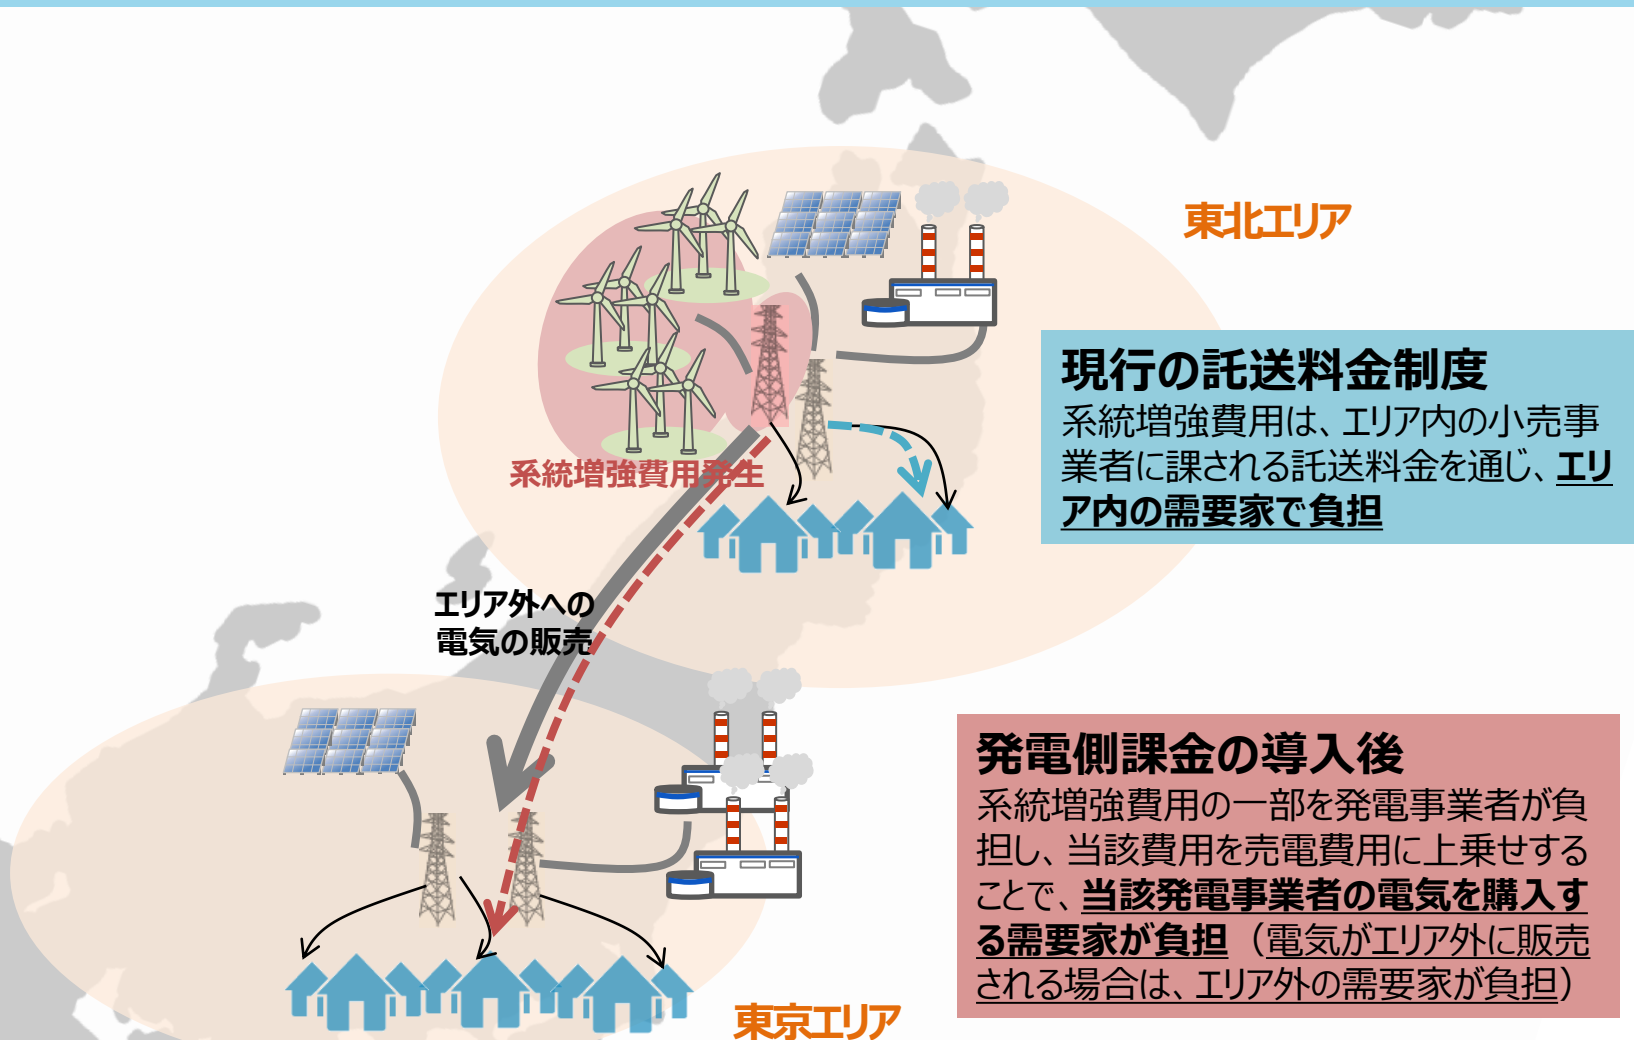 東北エリア
現行の託送料金制度
系統増強費用は、エリア内の小売事
業者に課される託送料金を通じ、エリ
ア内の需要家で負担
系統増強費用発生
エリア外への
電気の販売
発電側課金の導入後
系統増強費用の一部を発電事業者が負
担し、当該費用を売電費用に上乗せする
ことで、当該発電事業者の電気を購入す
る需要家が負担（電気がエリア外に販売
される場合は、エリア外の需要家が負担）
東京エリア